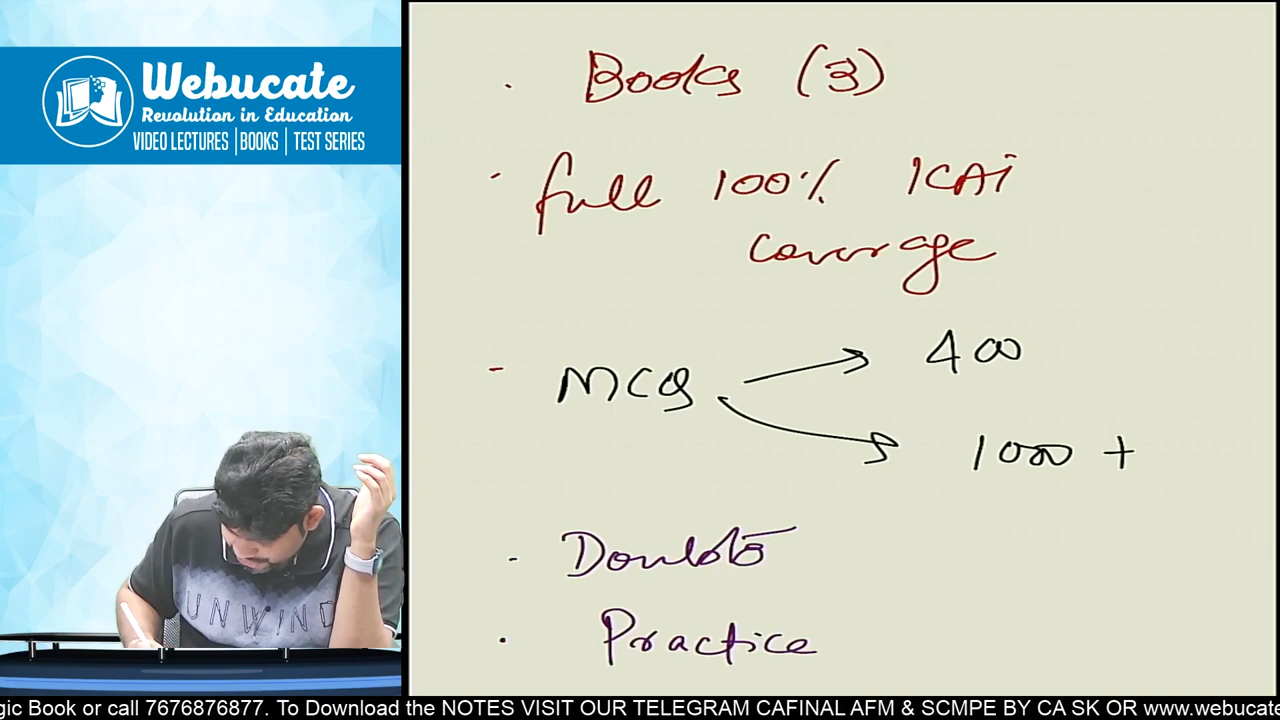 Webucate
Revolution in Education
VIDEO LECTURES | BOOKS | TEST SERIES
. Books (3)
- full 100% ICAi
coverage
- MCQs → 400
→ 1000 +
- Doubts
. Practice
UNWIND
gic Book or call 7676876877. To Download the NOTES VISIT OUR TELEGRAM CAFINAL AFM & SCMPE BY CA SK OR www.webucate